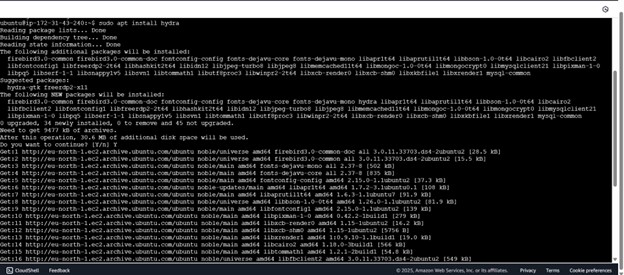 ubuntu@ip-172-31-43-240:~$ sudo apt install hydra
Reading package lists... Done
Building dependency tree... Done
Reading state information... Done
The following additional packages will be installed:
firebird3.0-common firebird3.0-common-doc fontconfig-config fonts-dejavu-core fonts-dejavu-mono libapr1t64 libaprutil1t64 libbson-1.0-0t64 libcairo2 libfbclient2
libfontconfig1 libfreerdp2-2t64 libhashkit2t64 libidn12 libjpeg-turbo8 libjpeg8 libmemcached11t64 libmongoc-1.0-0t64 libmongocrypt0 libmysqlclient21 libpixman-1-0
libpq5 libserf-1-1 libsnappy1v5 libsvn1 libtommath1 libutf8proc3 libwinpr2-2t64 libxcb-render0 libxcb-shm0 libxkbfile1 libxrender1 mysql-common
Suggested packages:
hydra-gtk freerdp2-x11
The following NEW packages will be installed:
firebird3.0-common firebird3.0-common-doc fontconfig-config fonts-dejavu-core fonts-dejavu-mono hydra libapr1t64 libaprutil1t64 libbson-1.0-0t64 libcairo2
libfbclient2 libfontconfig1 libfreerdp2-2t64 libhashkit2t64 libidn12 libjpeg-turbo8 libjpeg8 libmemcached11t64 libmongoc-1.0-0t64 libmongocrypt0 libmysqlclient21
libpixman-1-0 libpq5 libserf-1-1 libsnappy1v5 libsvn1 libtommath1 libutf8proc3 libwinpr2-2t64 libxcb-render0 libxcb-shm0 libxkbfile1 libxrender1 mysql-common
0 upgraded, 34 newly installed, 0 to remove and 45 not upgraded.
Need to get 9477 kB of archives.
After this operation, 30.6 MB of additional disk space will be used.
Do you want to continue? [Y/n] Y
Get:1 http://eu-north-1.ec2.archive.ubuntu.com/ubuntu noble/universe amd64 firebird3.0-common-doc all 3.0.11.33703.ds4-2ubuntu2 [28.5 kB]
Get:2 http://eu-north-1.ec2.archive.ubuntu.com/ubuntu noble/universe amd64 firebird3.0-common all 3.0.11.33703.ds4-2ubuntu2 [15.5 kB]
Get:3 http://eu-north-1.ec2.archive.ubuntu.com/ubuntu noble/main amd64 fonts-dejavu-mono all 2.37-8 [502 kB]
Get:4 http://eu-north-1.ec2.archive.ubuntu.com/ubuntu noble/main amd64 fonts-dejavu-core all 2.37-8 [835 kB]
Get:5 http://eu-north-1.ec2.archive.ubuntu.com/ubuntu noble/main amd64 fontconfig-config amd64 2.15.0-1.1ubuntu2 [37.3 kB]
Get:6 http://eu-north-1.ec2.archive.ubuntu.com/ubuntu noble-updates/main amd64 libapr1t64 amd64 1.7.2-3.1ubuntu0.1 [108 kB]
Get:7 http://eu-north-1.ec2.archive.ubuntu.com/ubuntu noble/main amd64 libaprutil1t64 amd64 1.6.3-1.1ubuntu7 [91.9 kB]
Get:8 http://eu-north-1.ec2.archive.ubuntu.com/ubuntu noble/universe amd64 libbson-1.0-0t64 amd64 1.26.0-1.1ubuntu2 [81.9 kB]
Get:9 http://eu-north-1.ec2.archive.ubuntu.com/ubuntu noble/main amd64 libfontconfig1 amd64 2.15.0-1.1ubuntu2 [139 kB]
Get:10 http://eu-north-1.ec2.archive.ubuntu.com/ubuntu noble/main amd64 libpixman-1-0 amd64 0.42.2-1build1 [279 kB]
Get:11 http://eu-north-1.ec2.archive.ubuntu.com/ubuntu noble/main amd64 libxcb-render0 amd64 1.15-1ubuntu2 [16.2 kB]
Get:12 http://eu-north-1.ec2.archive.ubuntu.com/ubuntu noble/main amd64 libxcb-shm0 amd64 1.15-1ubuntu2 [5756 B]
Get:13 http://eu-north-1.ec2.archive.ubuntu.com/ubuntu noble/main amd64 libxrender1 amd64 1:0.9.10-1.1build1 [19.0 kB]
Get:14 http://eu-north-1.ec2.archive.ubuntu.com/ubuntu noble/main amd64 libcairo2 amd64 1.18.0-3build1 [566 kB]
Get:15 http://eu-north-1.ec2.archive.ubuntu.com/ubuntu noble/main amd64 libtommath1 amd64 1.2.1-2build1 [54.8 kB]
Get:16 http://eu-north-1.ec2.archive.ubuntu.com/ubuntu noble/universe amd64 libfbclient2 amd64 3.0.11.33703.ds4-2ubuntu2 [549 kB]
CloudShell Feedback © 2025, Amazon Web Services, Inc. or its affiliates. Privacy Terms Cookie preferences